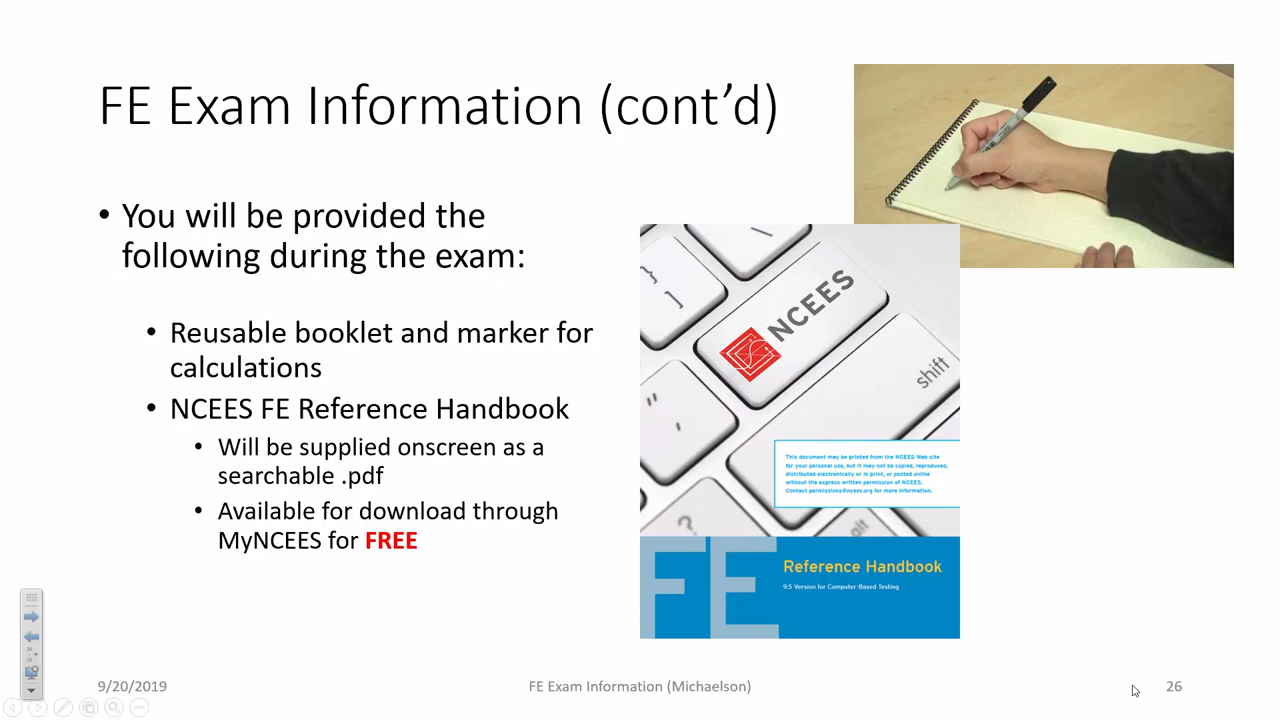 FE Exam Information (cont’d)
• You will be provided the
following during the exam:
• Reusable booklet and marker for
calculations
• NCEES FE Reference Handbook
• Will be supplied onscreen as a
searchable .pdf
• Available for download through
MyNCEES for FREE
NCEES
shift
alt
This document may be printed from the NCEES Web site
for your personal use, but it may not be copied, reproduced,
distributed electronically or in print, or posted online
without the express written permission of NCEES.
Contact permissions@ncees.org for more information.
FE
Reference Handbook
9.5 Version for Computer-Based Testing
9/20/2019
FE Exam Information (Michaelson)
26